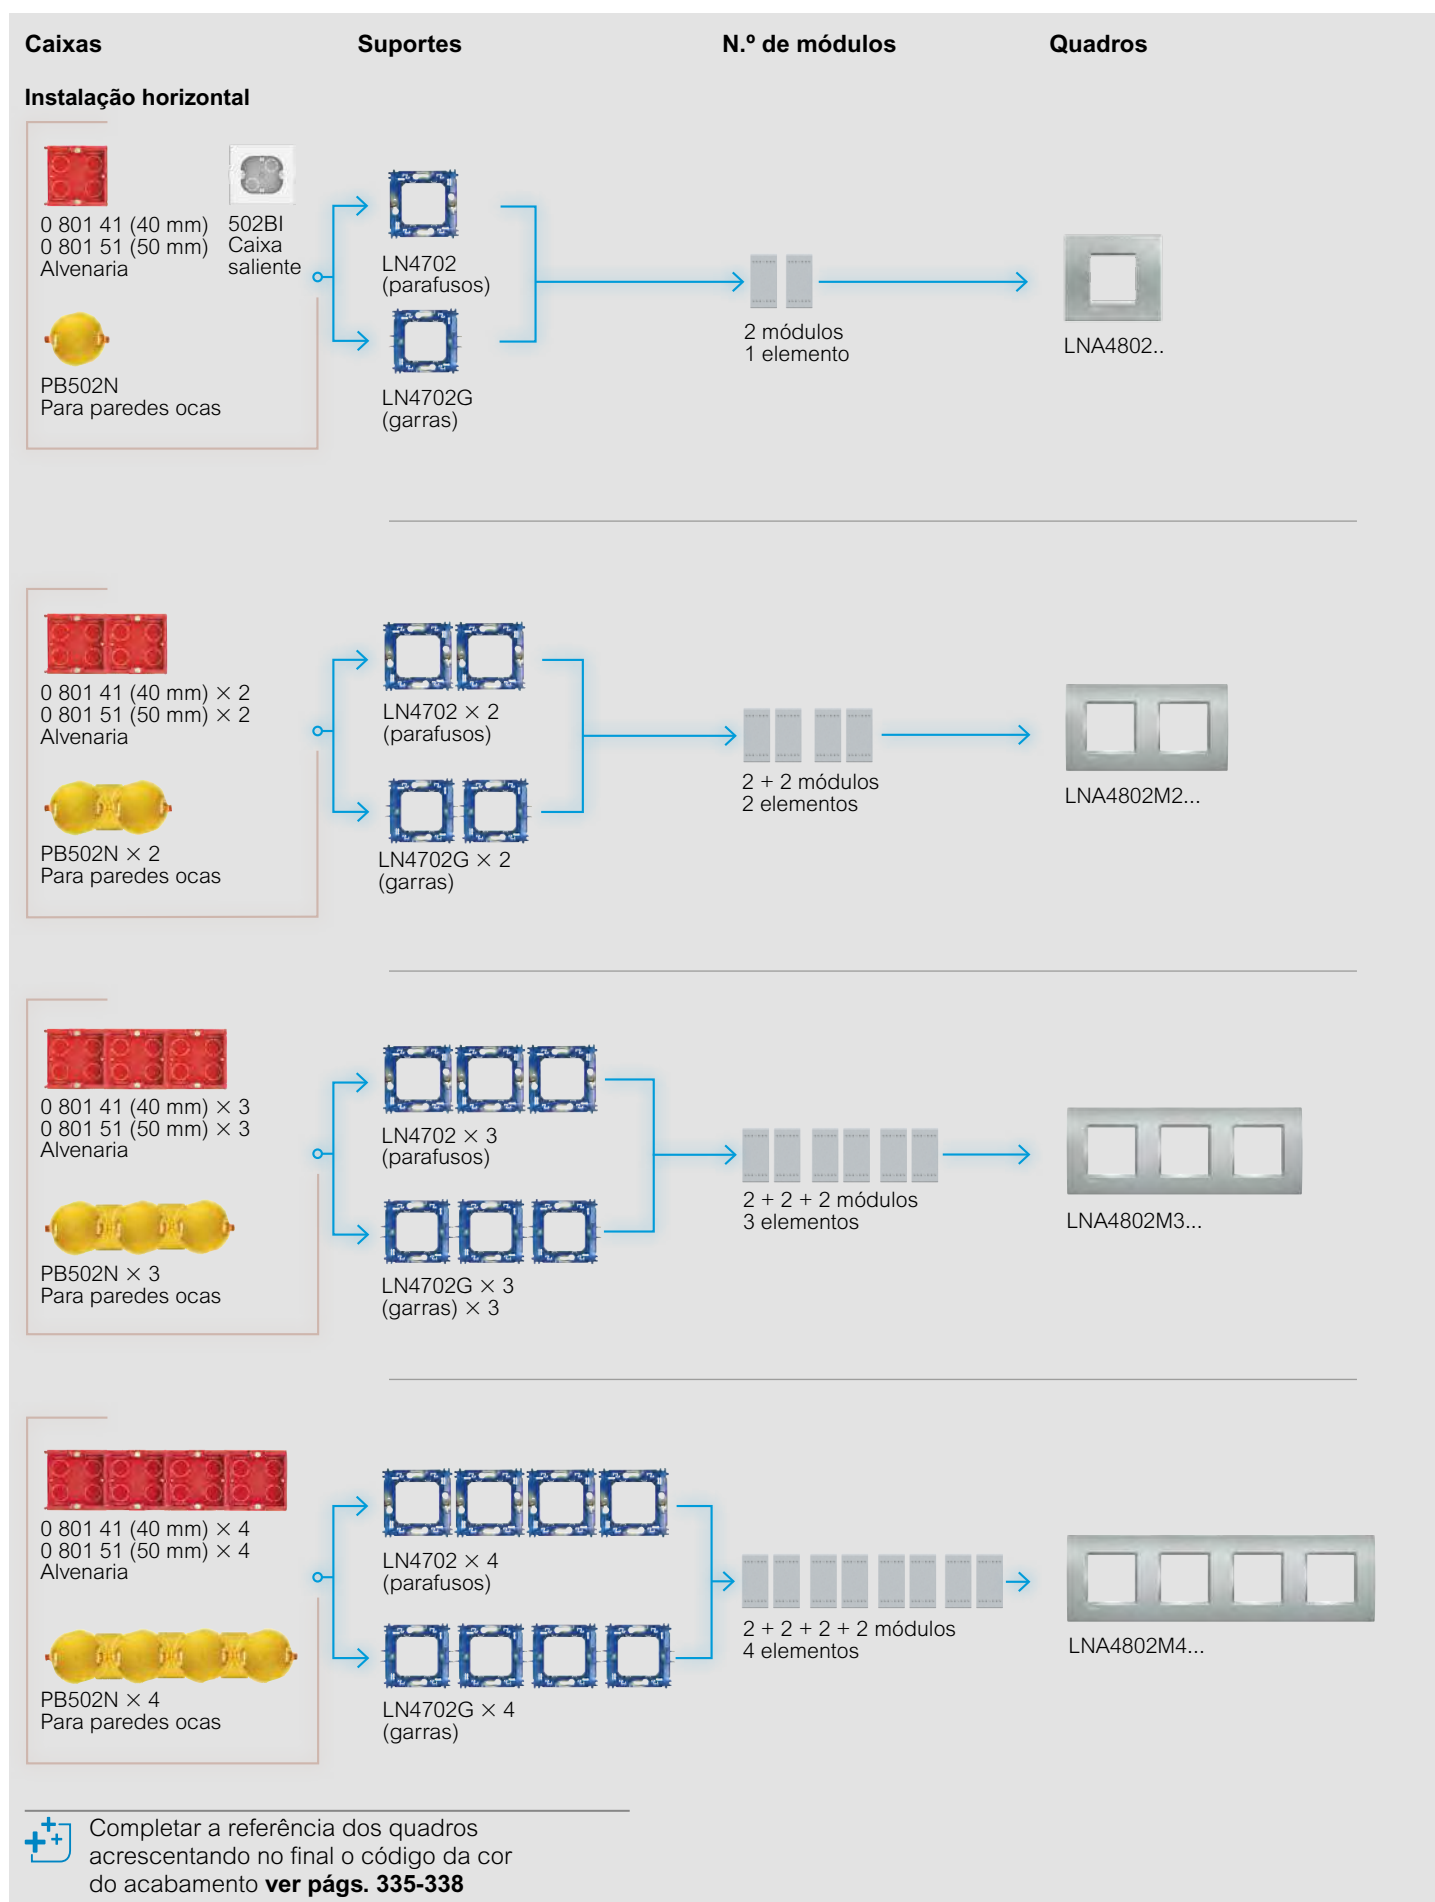 Caixas
Suportes
N.º de módulos
Quadros
Instalação horizontal
0 801 41 (40 mm)
0 801 51 (50 mm)
Alvenaria
502BI
Caixa
saliente
PB502N
Para paredes ocas
LN4702
(parafusos)
LN4702G
(garras)
2 módulos
1 elemento
LNA4802..
0 801 41 (40 mm) × 2
0 801 51 (50 mm) × 2
Alvenaria
PB502N × 2
Para paredes ocas
LN4702 × 2
(parafusos)
LN4702G × 2
(garras)
2 + 2 módulos
2 elementos
LNA4802M2...
0 801 41 (40 mm) × 3
0 801 51 (50 mm) × 3
Alvenaria
PB502N × 3
Para paredes ocas
LN4702 × 3
(parafusos)
LN4702G × 3
(garras) × 3
2 + 2 + 2 módulos
3 elementos
LNA4802M3...
0 801 41 (40 mm) × 4
0 801 51 (50 mm) × 4
Alvenaria
PB502N × 4
Para paredes ocas
LN4702 × 4
(parafusos)
LN4702G × 4
(garras)
2 + 2 + 2 + 2 módulos
4 elementos
LNA4802M4...
Completar a referência dos quadros
acrescentando no final o código da cor
do acabamento ver págs. 335-338